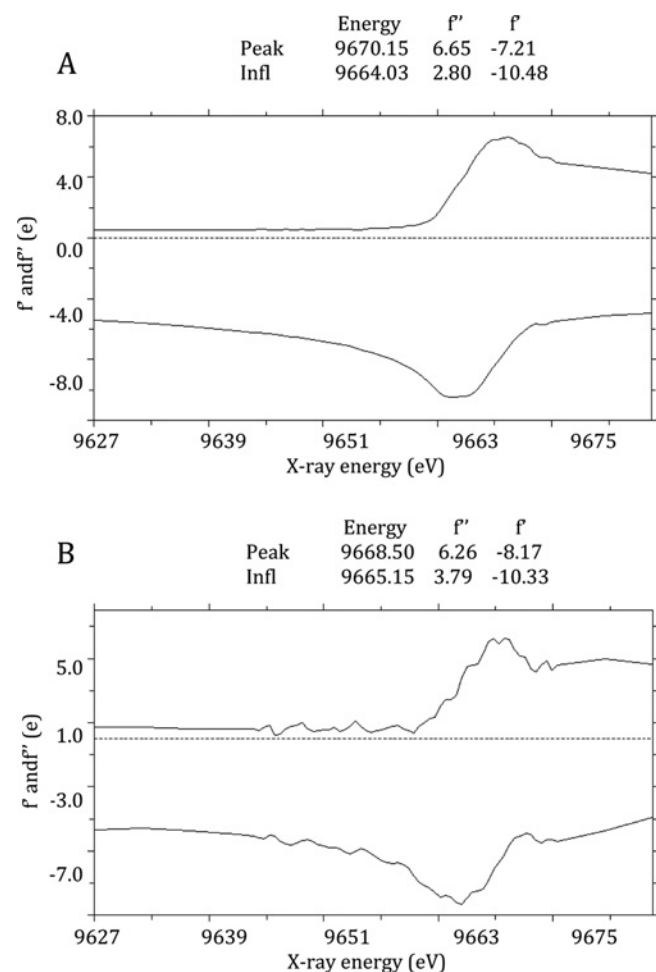 Energy f'' f'
A Peak 9670.15 6.65 -7.21
Infl 9664.03 2.80 -10.48
8.0
4.0
0.0
-4.0
-8.0
f' andf'' (e)
9627 9639 9651 9663 9675
X-ray energy (eV)
Energy f'' f'
B Peak 9668.50 6.26 -8.17
Infl 9665.15 3.79 -10.33
5.0
1.0
-3.0
-7.0
f' andf'' (e)
9627 9639 9651 9663 9675
X-ray energy (eV)